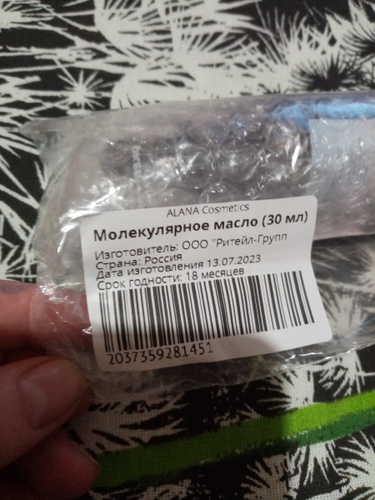 ALANA Cosmetics
Молекулярное масло (30 мл)
Изготовитель: ООО "Ритейл-Групп
Страна: Россия
Дата изготовления 13.07.2023
Срок годности: 18 месяцев
2037359281451